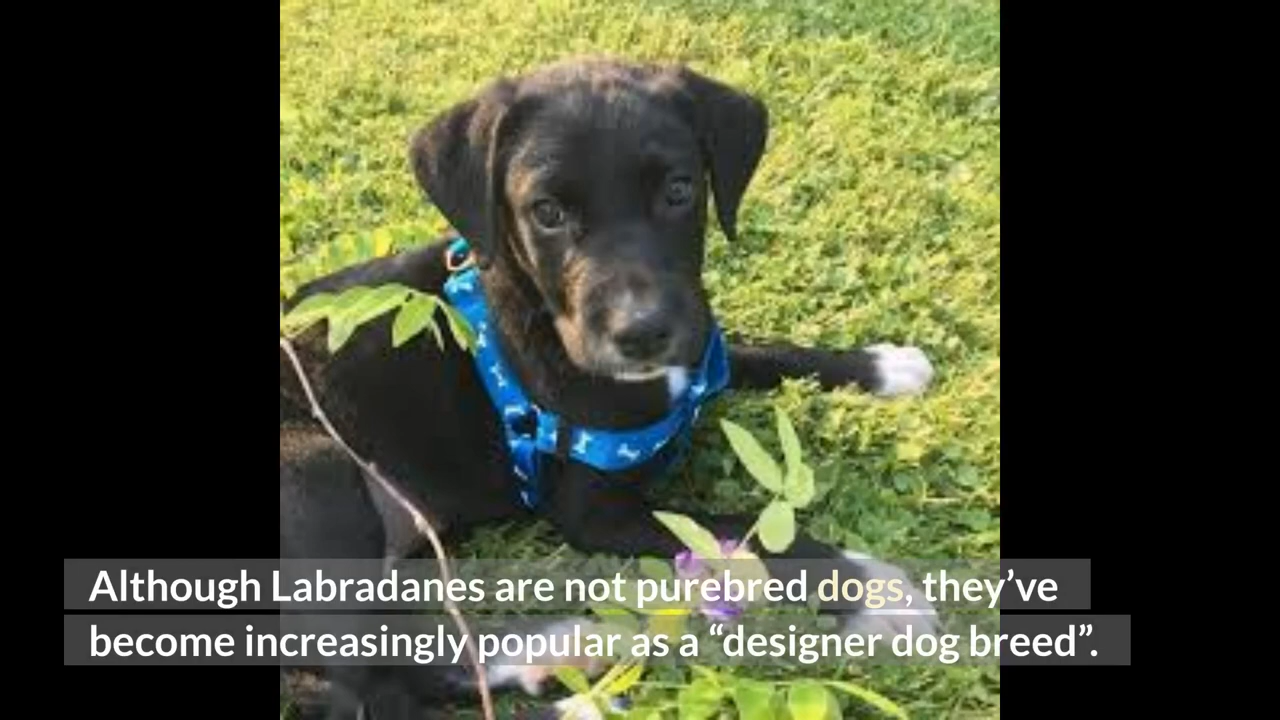 Although Labradanes are not purebred dogs, they’ve
become increasingly popular as a “designer dog breed”.